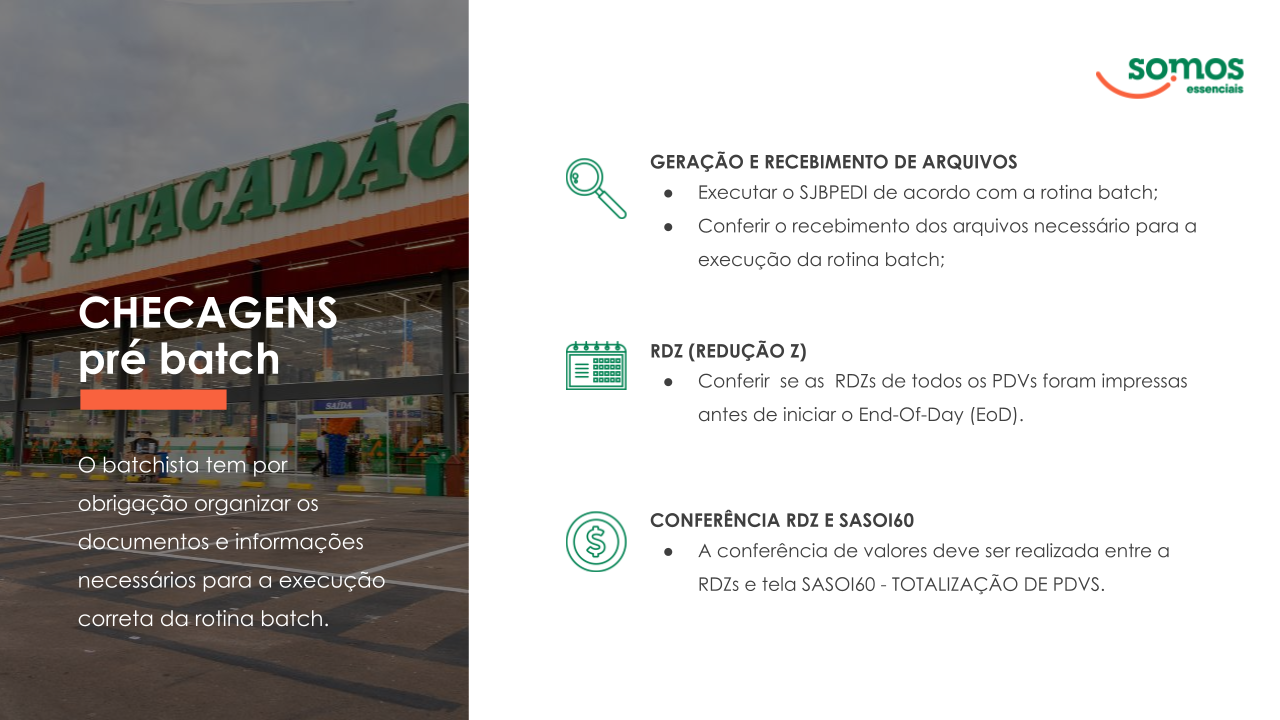 ATACADÃO
SAÍDA
CHECAGENS
pré batch
O batchista tem por
obrigação organizar os
documentos e informações
necessários para a execução
correta da rotina batch.
somos
essenciais
GERAÇÃO E RECEBIMENTO DE ARQUIVOS
● Executar o SJBPEDI de acordo com a rotina batch;
● Conferir o recebimento dos arquivos necessário para a
execução da rotina batch;
RDZ (REDUÇÃO Z)
● Conferir se as RDZs de todos os PDVs foram impressas
antes de iniciar o End-Of-Day (EoD).
CONFERÊNCIA RDZ E SASOI60
● A conferência de valores deve ser realizada entre a
RDZs e tela SASOI60 - TOTALIZAÇÃO DE PDVS.